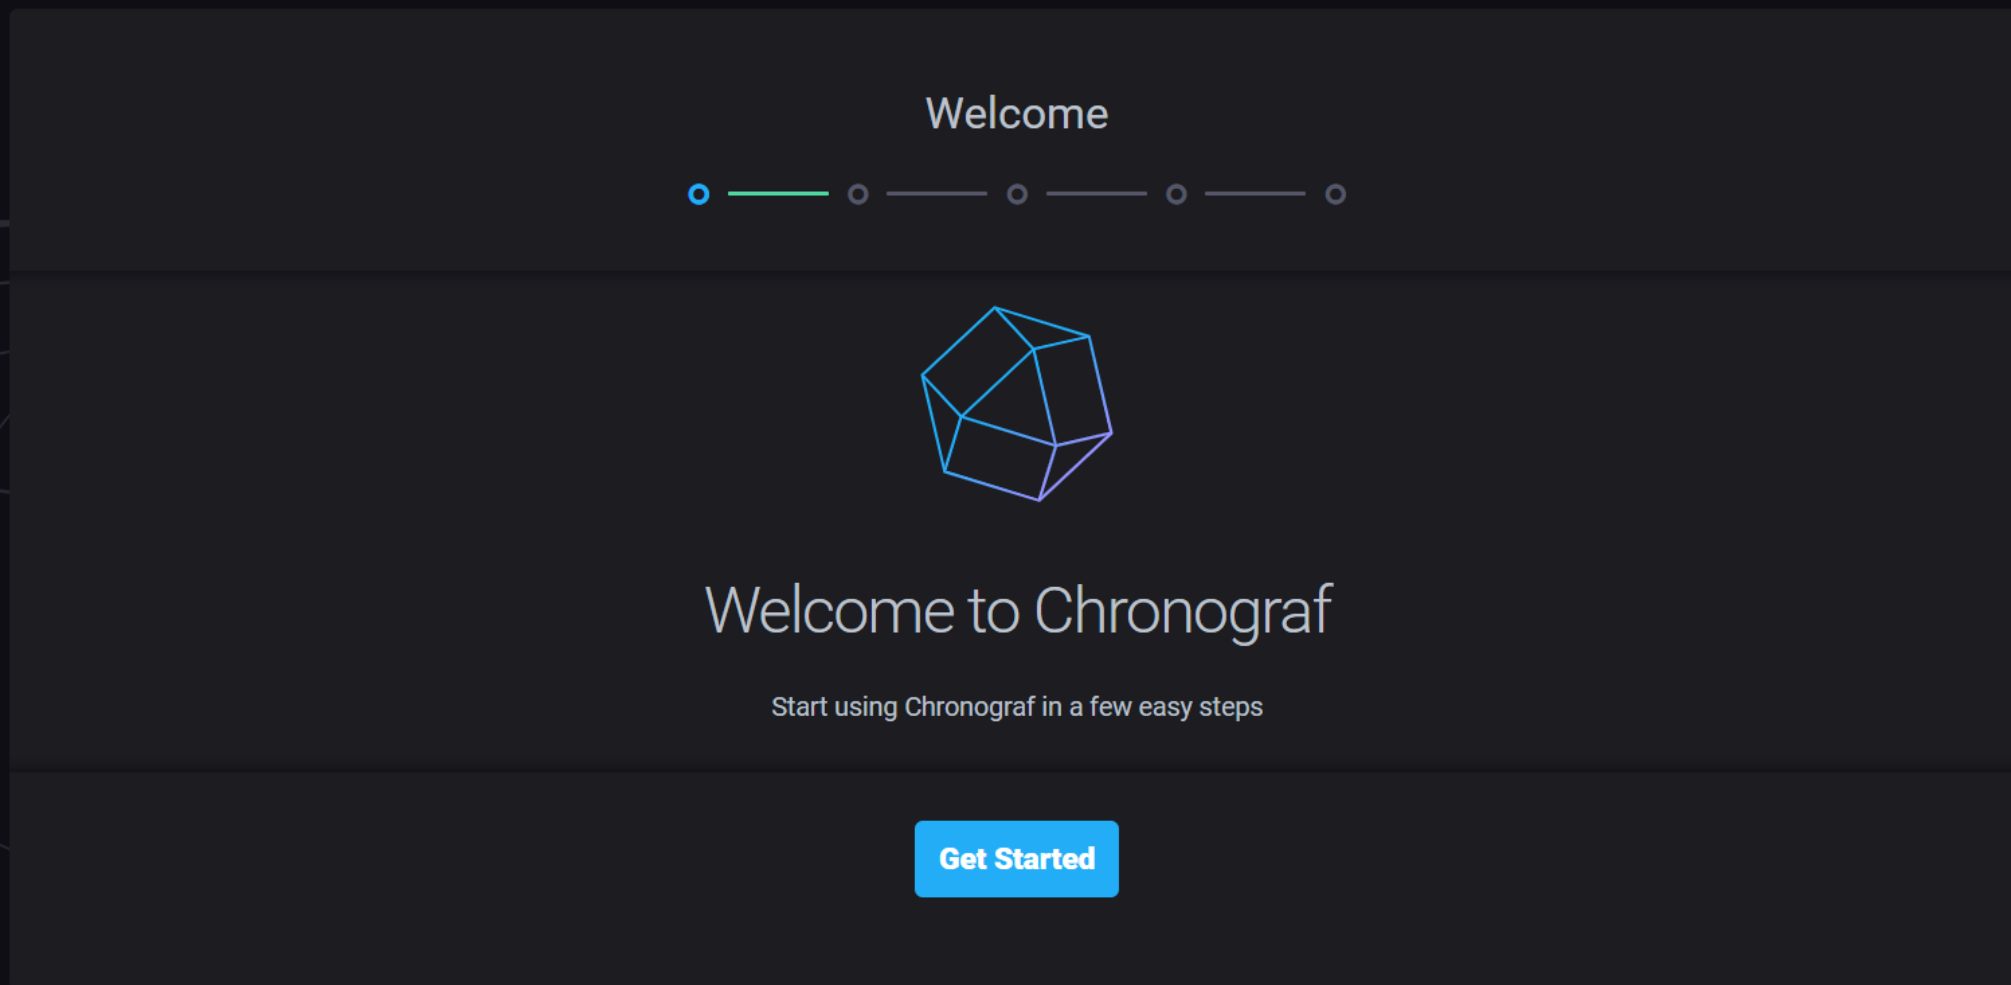 Welcome
Welcome to Chronograf
Start using Chronograf in a few easy steps
Get Started